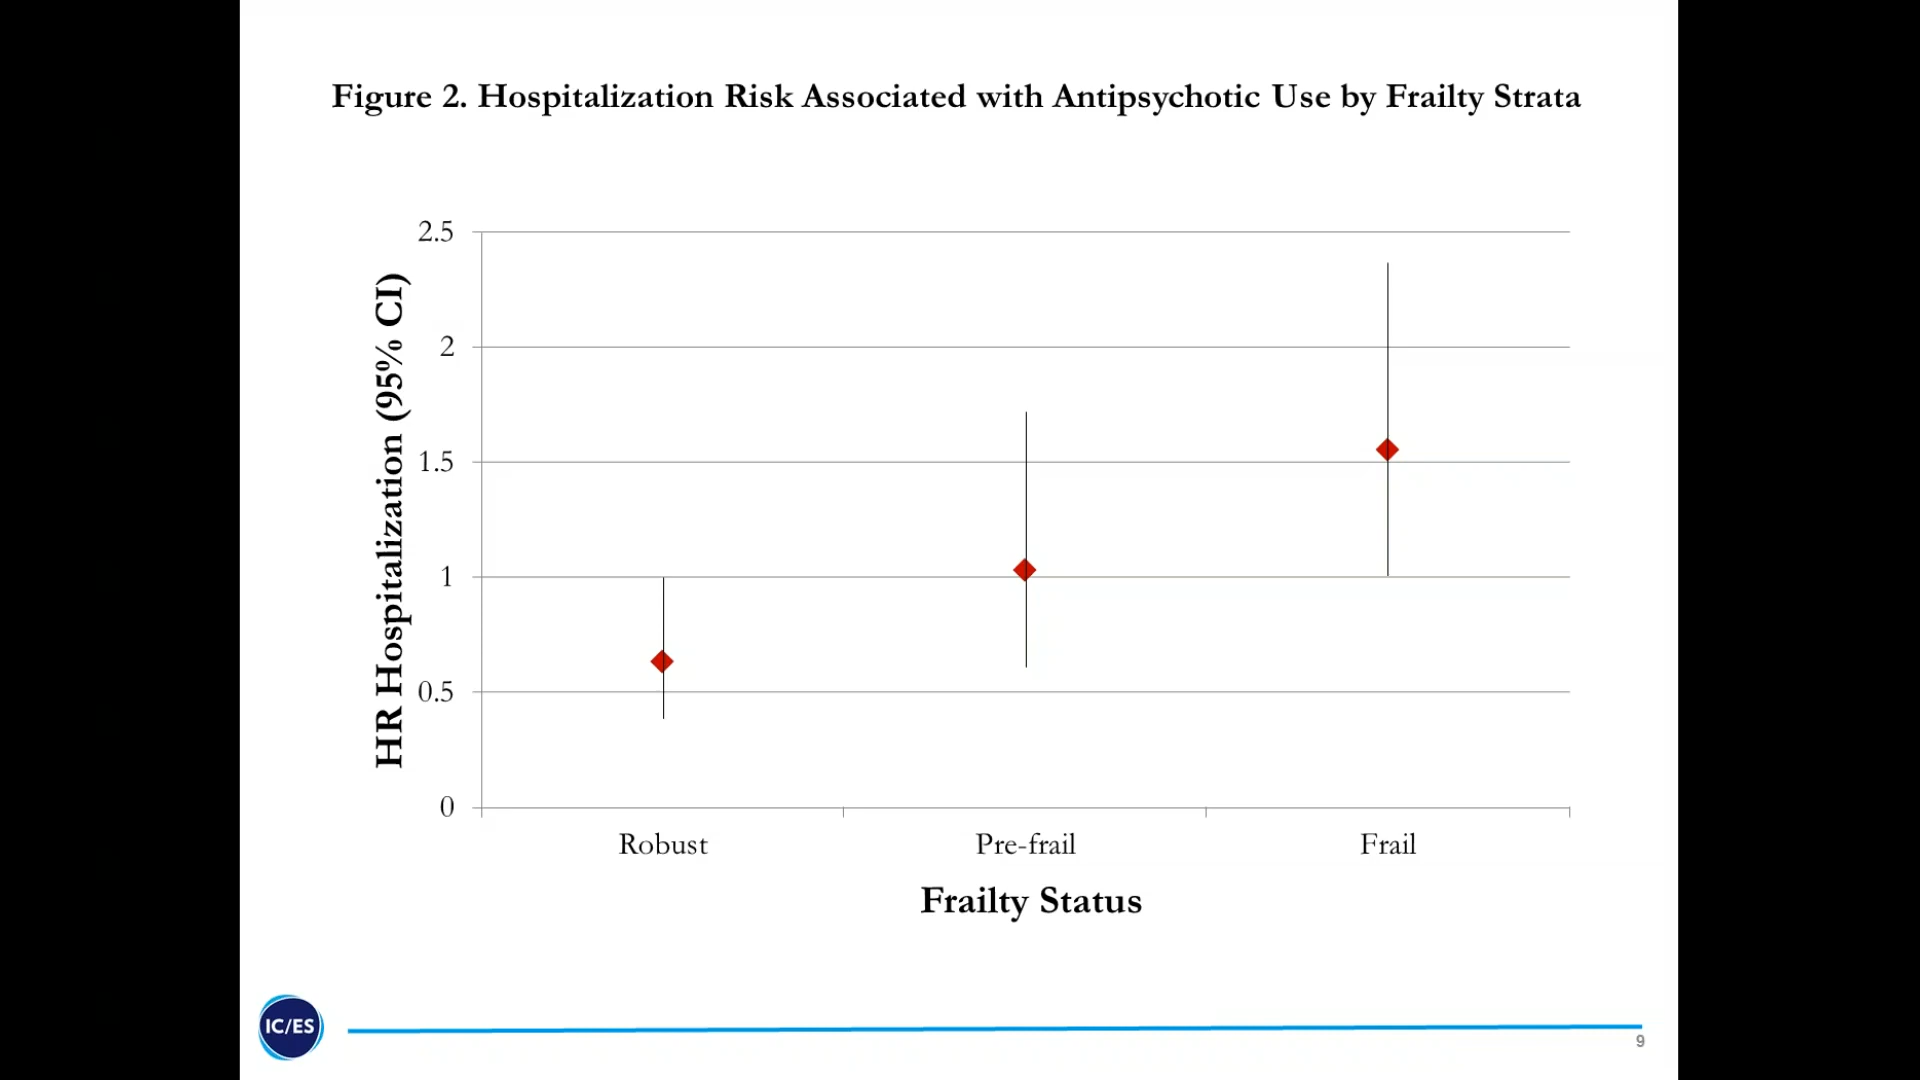 Figure 2. Hospitalization Risk Associated with Antipsychotic Use by Frailty Strata
HR Hospitalization (95% CI)
2.5
2
1.5
1
0.5
0
Robust Pre-frail Frail
Frailty Status
IC/ES
9